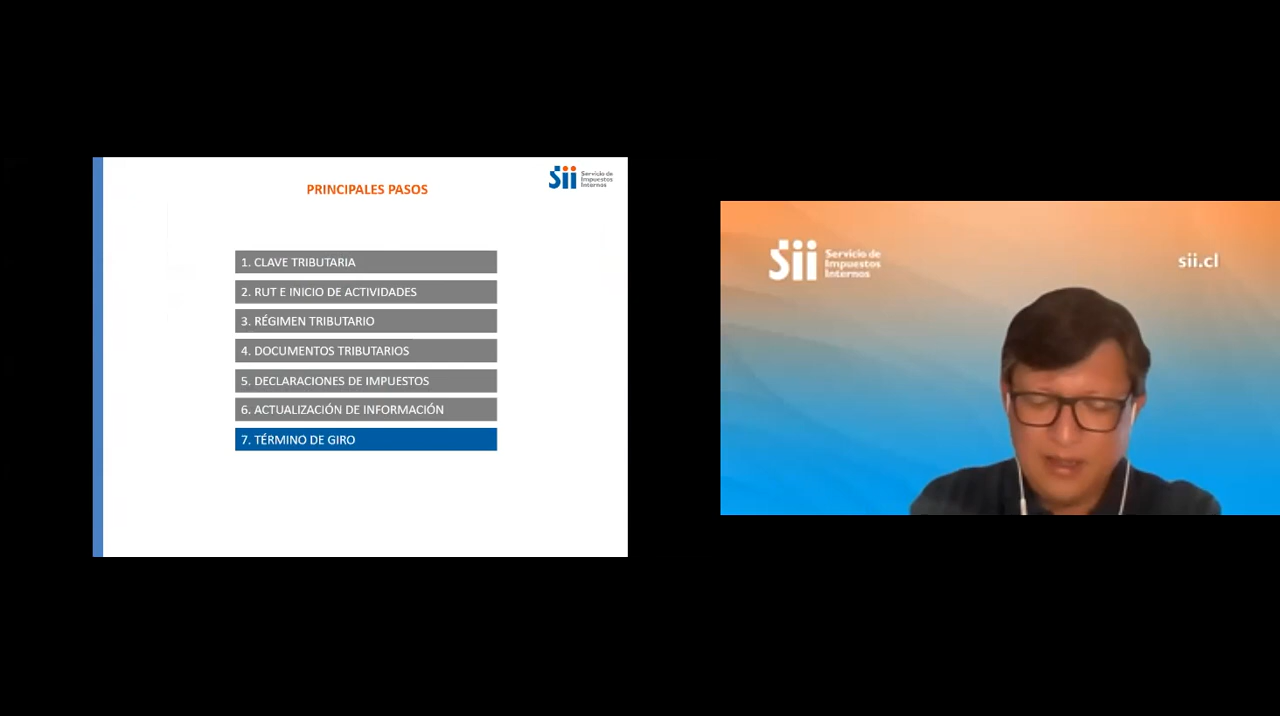 PRINCIPALES PASOS
Sii Servicio de
Impuestos
Internos
1. CLAVE TRIBUTARIA
2. RUT E INICIO DE ACTIVIDADES
3. RÉGIMEN TRIBUTARIO
4. DOCUMENTOS TRIBUTARIOS
5. DECLARACIONES DE IMPUESTOS
6. ACTUALIZACIÓN DE INFORMACIÓN
7. TÉRMINO DE GIRO
Sii Servicio de
Impuestos
Internos
sii.cl